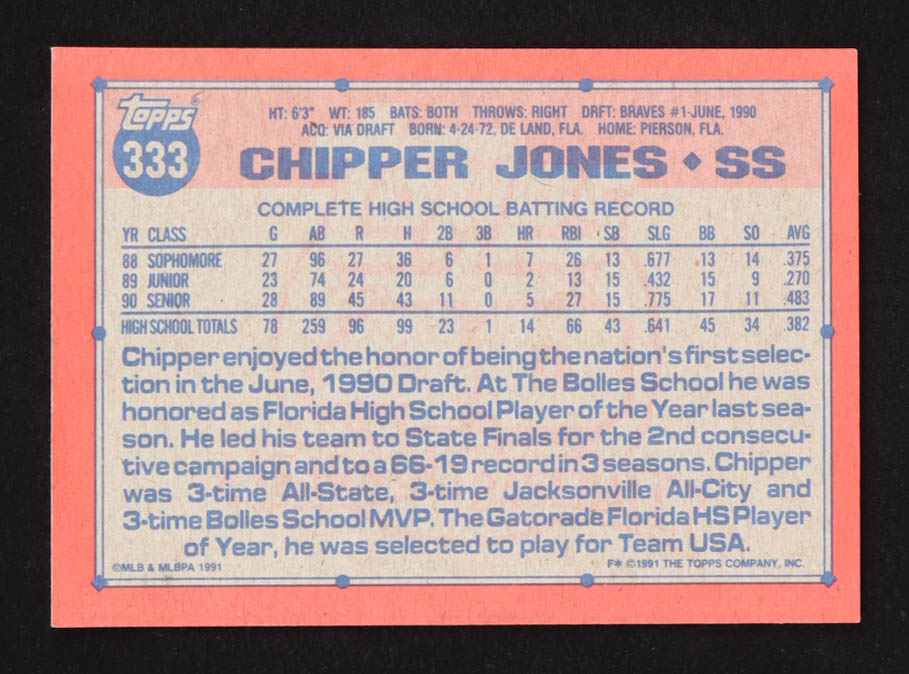 Topps®
333
HT: 6'3" WT: 185 BATS: BOTH THROWS: RIGHT DRFT: BRAVES #1-JUNE, 1990
ACQ: VIA DRAFT BORN: 4-24-72, DE LAND, FLA. HOME: PIERSON, FLA.
CHIPPER JONES ◆ SS
COMPLETE HIGH SCHOOL BATTING RECORD
YR CLASS G AB R H 2B 3B HR RBI SB SLG BB SO AVG
88 SOPHOMORE 27 96 27 36 6 1 7 26 13 .677 13 14 .375
89 JUNIOR 23 74 24 20 6 0 2 13 15 .432 15 9 .270
90 SENIOR 28 89 45 43 11 0 5 27 15 .775 17 11 .483
HIGH SCHOOL TOTALS 78 259 96 99 23 1 14 66 43 .641 45 34 .382
Chipper enjoyed the honor of being the nation's first selec-
tion in the June, 1990 Draft. At The Bolles School he was
honored as Florida High School Player of the Year last sea-
son. He led his team to State Finals for the 2nd consecu-
tive campaign and to a 66-19 record in 3 seasons. Chipper
was 3-time All-State, 3-time Jacksonville All-City and
3-time Bolles School MVP. The Gatorade Florida HS Player
of Year, he was selected to play for Team USA.
©MLB & MLBPA 1991 F* ©1991 THE TOPPS COMPANY, INC.